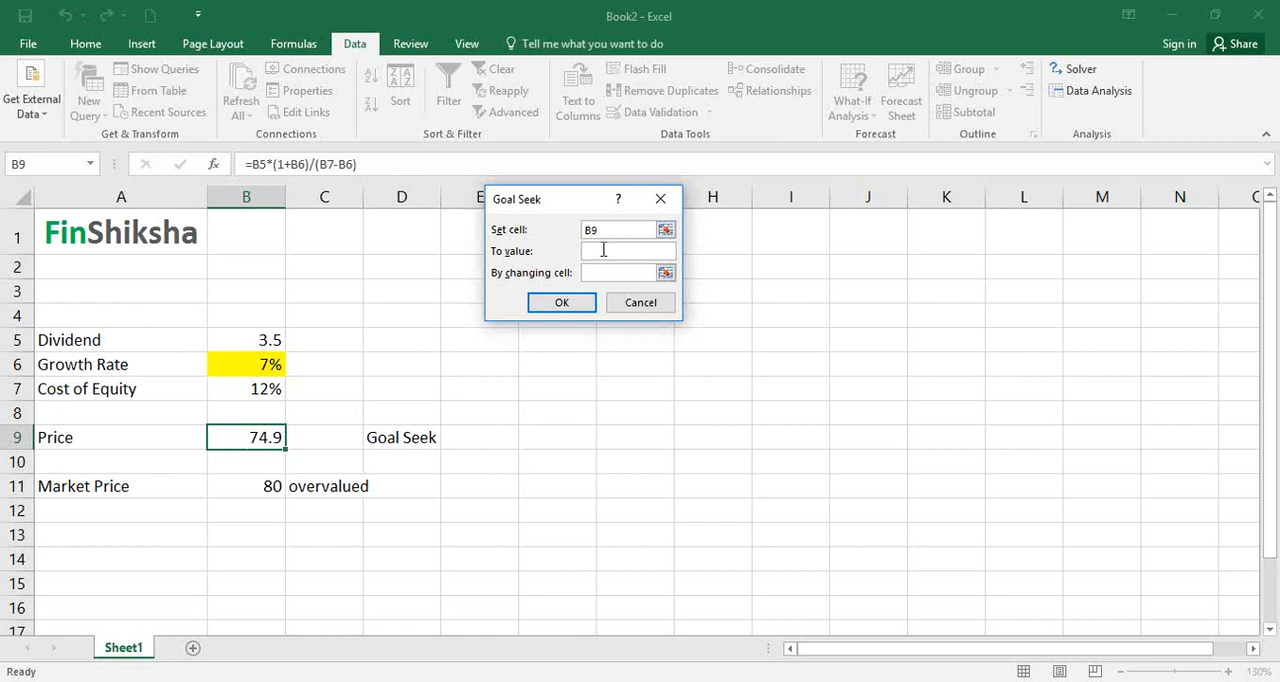 Book2 - Excel
File Home Insert Page Layout Formulas Data Review View Tell me what you want to do Sign in Share
Get External Data
New Query
Show Queries
From Table
Recent Sources
Get & Transform
Refresh All
Connections
Properties
Edit Links
Connections
Sort
Filter
Clear
Reapply
Advanced
Sort & Filter
Text to Columns
Flash Fill
Remove Duplicates
Data Validation
Consolidate
Relationships
Data Tools
What-If Analysis
Forecast Sheet
Forecast
Group
Ungroup
Subtotal
Outline
Solver
Data Analysis
Analysis
B9 fx =B5*(1+B6)/(B7-B6)
A B C D E H I J K L M N O
Goal Seek ?
Set cell: B9
To value:
By changing cell:
OK Cancel
1 FinShiksha
2
3
4
5 Dividend 3.5
6 Growth Rate 7%
7 Cost of Equity 12%
8
9 Price 74.9 Goal Seek
10
11 Market Price 80 overvalued
12
13
14
15
16
17
Sheet1
Ready 130%